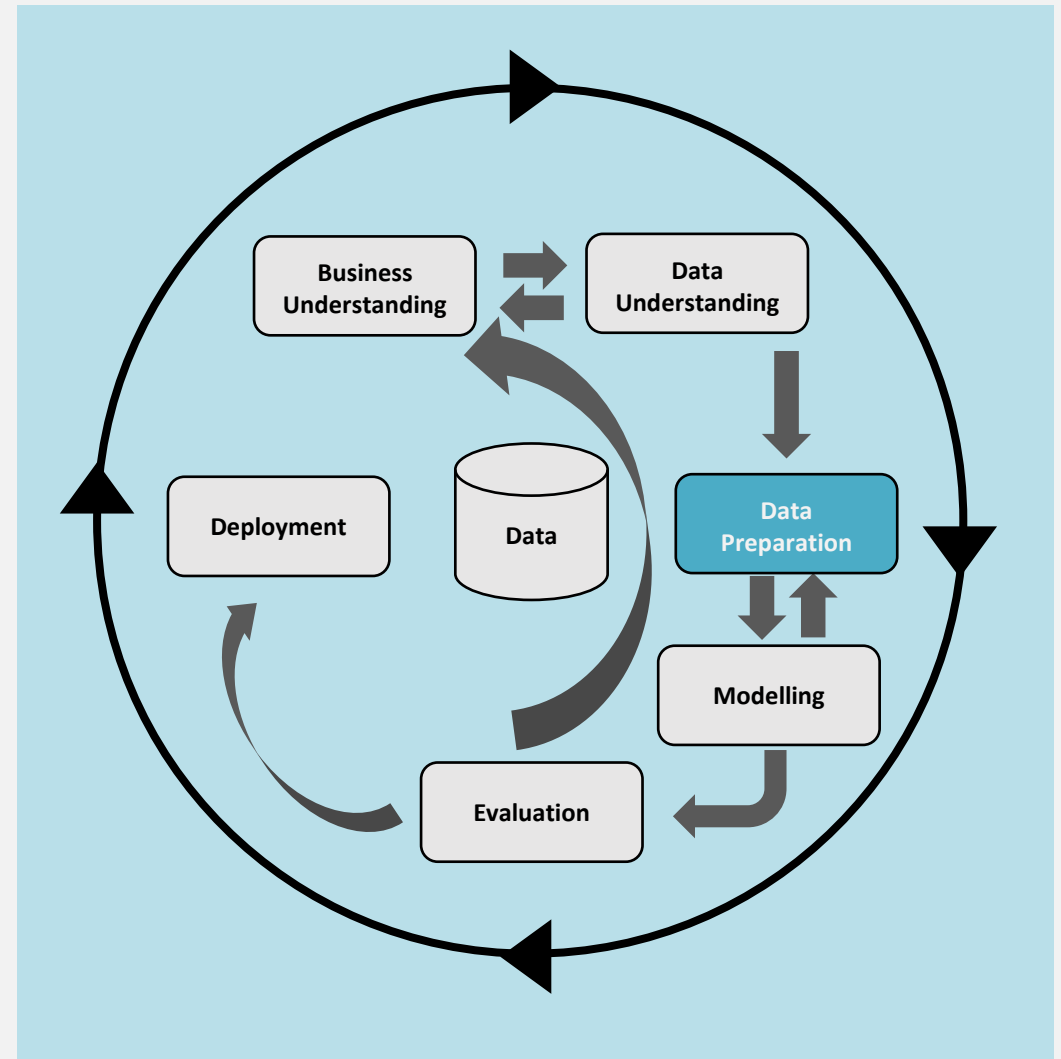 Business
Understanding
Data
Understanding
Deployment
Data
Data
Preparation
Modelling
Evaluation